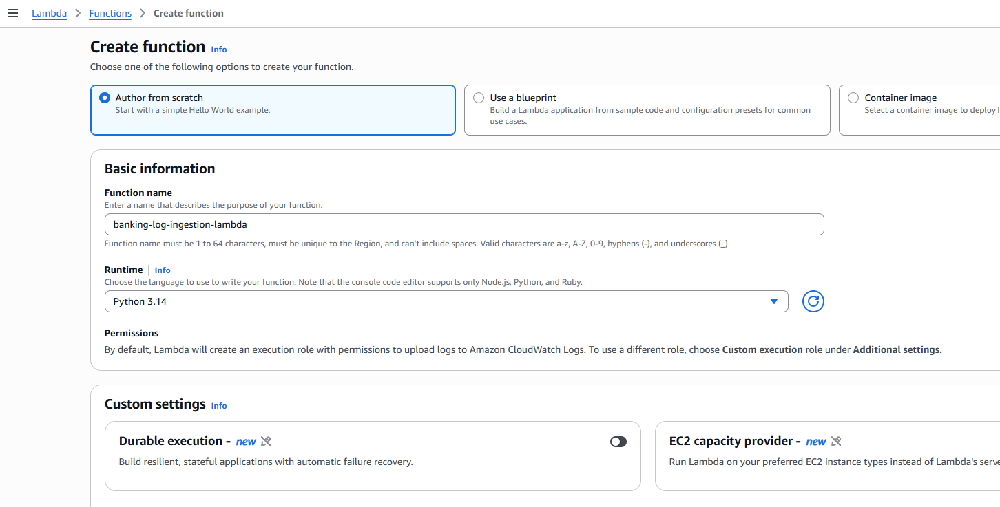 Lambda > Functions > Create function
Create function Info
Choose one of the following options to create your function.
Author from scratch
Start with a simple Hello World example.
Use a blueprint
Build a Lambda application from sample code and configuration presets for common
use cases.
Container image
Select a container image to deploy f
Basic information
Function name
Enter a name that describes the purpose of your function.
banking-log-ingestion-lambda
Function name must be 1 to 64 characters, must be unique to the Region, and can't include spaces. Valid characters are a-z, A-Z, 0-9, hyphens (-), and underscores (_).
Runtime Info
Choose the language to use to write your function. Note that the console code editor supports only Node.js, Python, and Ruby.
Python 3.14
Permissions
By default, Lambda will create an execution role with permissions to upload logs to Amazon CloudWatch Logs. To use a different role, choose Custom execution role under Additional settings.
Custom settings Info
Durable execution - new
Build resilient, stateful applications with automatic failure recovery.
EC2 capacity provider - new
Run Lambda on your preferred EC2 instance types instead of Lambda's serve